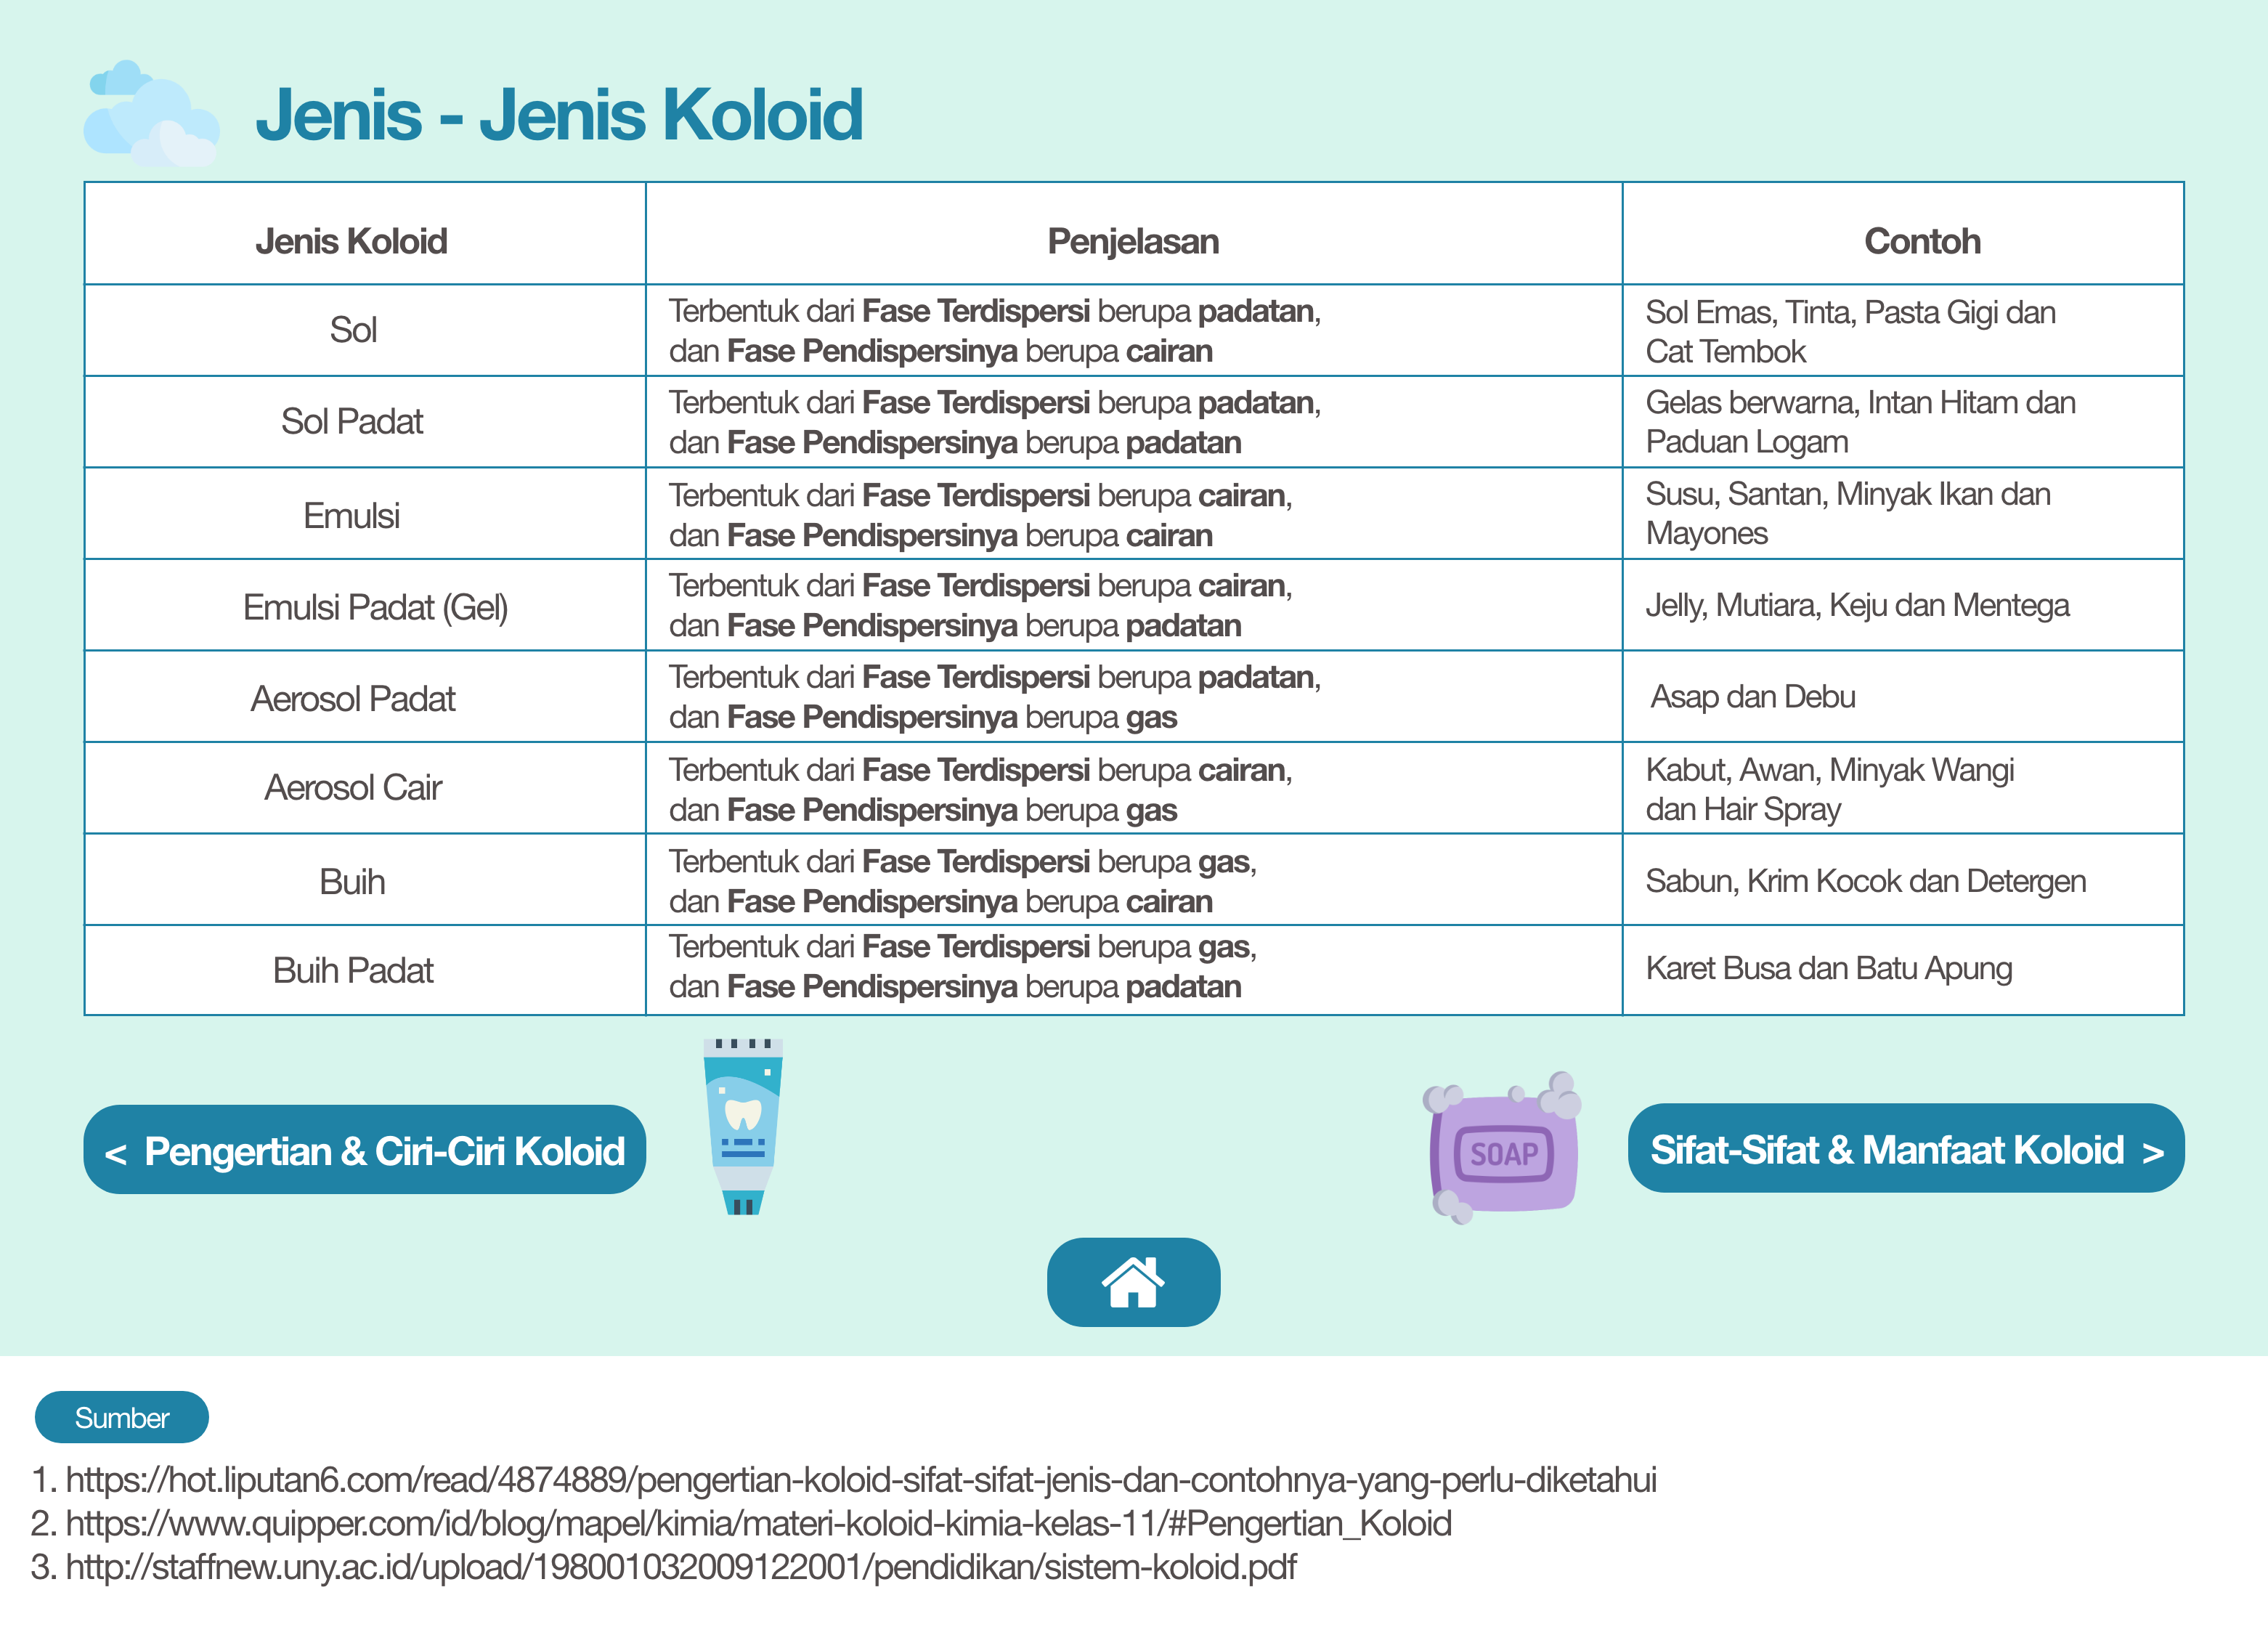 Jenis - Jenis Koloid
Jenis Koloid
Penjelasan
Contoh
Sol
Terbentuk dari Fase Terdispersi berupa padatan,
dan Fase Pendispersinya berupa cairan
Sol Emas, Tinta, Pasta Gigi dan
Cat Tembok
Sol Padat
Terbentuk dari Fase Terdispersi berupa padatan,
dan Fase Pendispersinya berupa padatan
Gelas berwarna, Intan Hitam dan
Paduan Logam
Emulsi
Terbentuk dari Fase Terdispersi berupa cairan,
dan Fase Pendispersinya berupa cairan
Susu, Santan, Minyak Ikan dan
Mayones
Emulsi Padat (Gel)
Terbentuk dari Fase Terdispersi berupa cairan,
dan Fase Pendispersinya berupa padatan
Jelly, Mutiara, Keju dan Mentega
Aerosol Padat
Terbentuk dari Fase Terdispersi berupa padatan,
dan Fase Pendispersinya berupa gas
Asap dan Debu
Aerosol Cair
Terbentuk dari Fase Terdispersi berupa cairan,
dan Fase Pendispersinya berupa gas
Kabut, Awan, Minyak Wangi
dan Hair Spray
Buih
Terbentuk dari Fase Terdispersi berupa gas,
dan Fase Pendispersinya berupa cairan
Sabun, Krim Kocok dan Detergen
Buih Padat
Terbentuk dari Fase Terdispersi berupa gas,
dan Fase Pendispersinya berupa padatan
Karet Busa dan Batu Apung
< Pengertian & Ciri-Ciri Koloid
SOAP
Sifat-Sifat & Manfaat Koloid >
Sumber
1. https://hot.liputan6.com/read/4874889/pengertian-koloid-sifat-sifat-jenis-dan-contohnya-yang-perlu-diketahui
2. https://www.quipper.com/id/blog/mapel/kimia/materi-koloid-kimia-kelas-11/#Pengertian_Koloid
3. http://staffnew.uny.ac.id/upload/198001032009122001/pendidikan/sistem-koloid.pdf